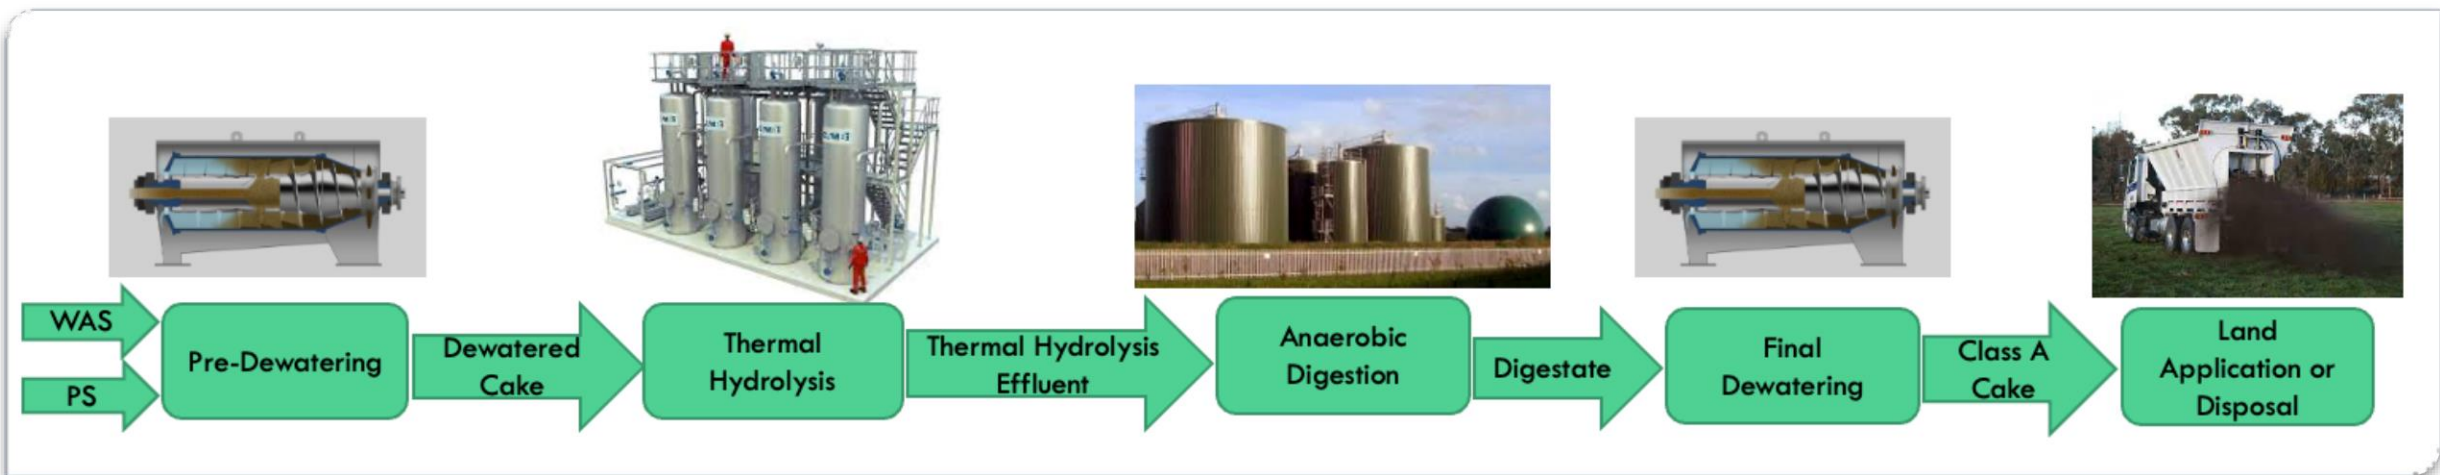 WAS
PS
Pre-Dewatering
Dewatered
Cake
Thermal
Hydrolysis
Thermal Hydrolysis
Effluent
Anaerobic
Digestion
Digestate
Final
Dewatering
Class A
Cake
Land
Application or
Disposal